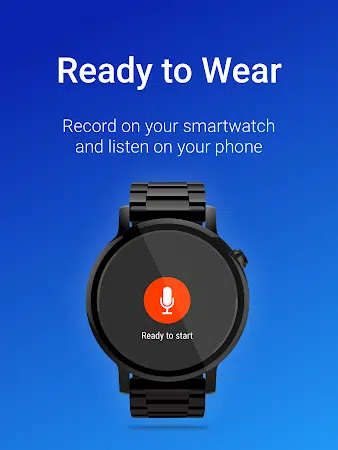 Ready to Wear
Record on your smartwatch
and listen on your phone
Ready to start